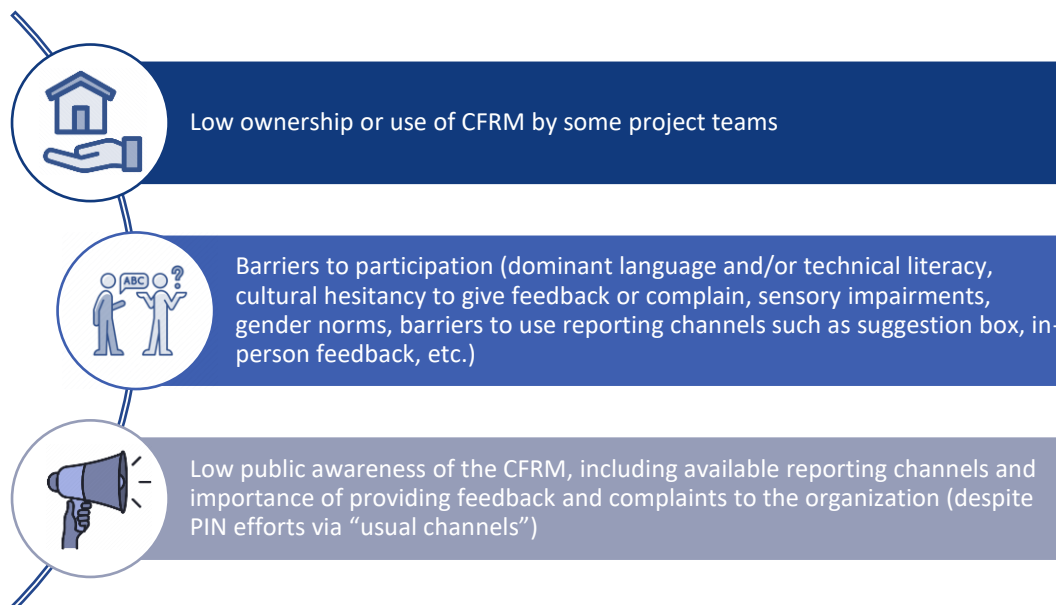 Low ownership or use of CFRM by some project teams
ABC ?
Barriers to participation (dominant language and/or technical literacy,
cultural hesitancy to give feedback or complain, sensory impairments,
gender norms, barriers to use reporting channels such as suggestion box, in-
person feedback, etc.)
Low public awareness of the CFRM, including available reporting channels and
importance of providing feedback and complaints to the organization (despite
PIN efforts via “usual channels”)